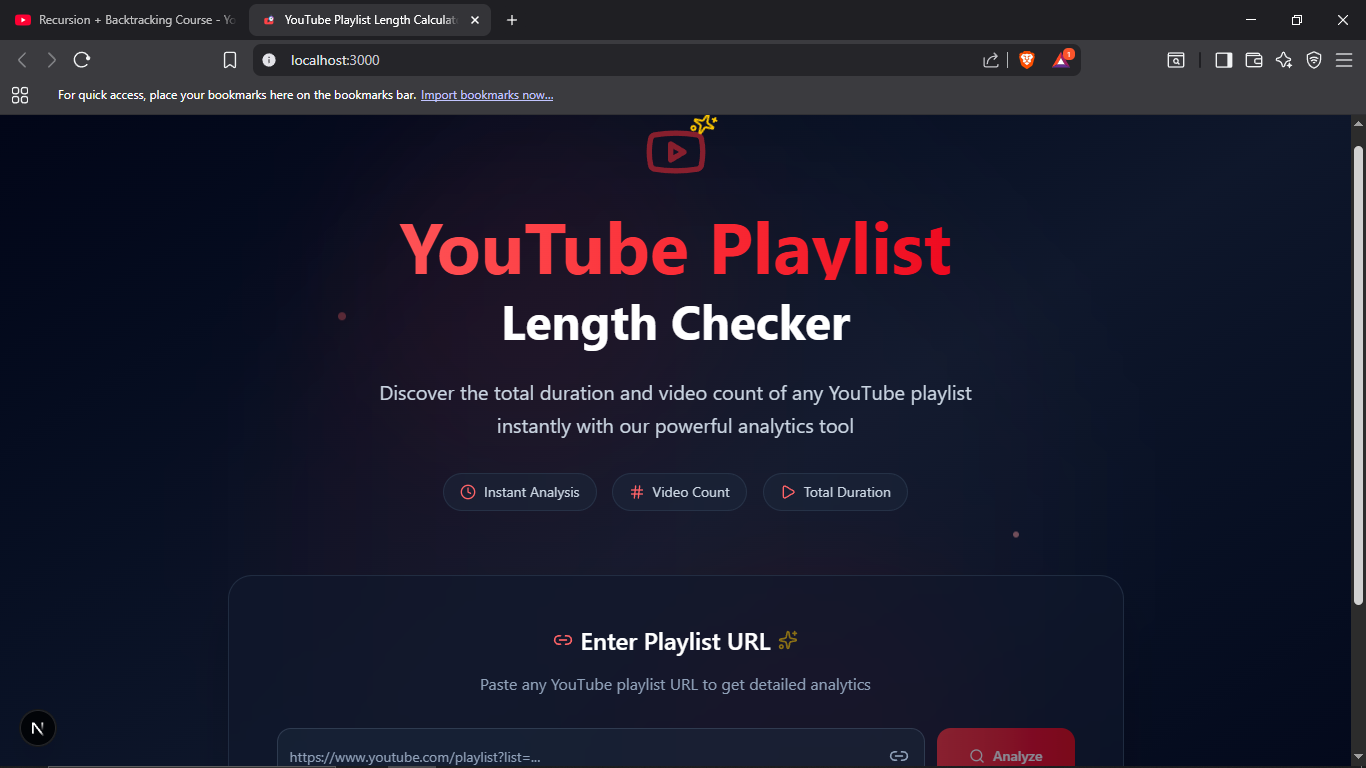 Recursion + Backtracking Course - Yo
YouTube Playlist Length Calculat
localhost:3000
1
For quick access, place your bookmarks here on the bookmarks bar. Import bookmarks now...
YouTube Playlist
Length Checker
Discover the total duration and video count of any YouTube playlist
instantly with our powerful analytics tool
Instant Analysis
Video Count
Total Duration
Enter Playlist URL
Paste any YouTube playlist URL to get detailed analytics
https://www.youtube.com/playlist?list=...
Analyze
N